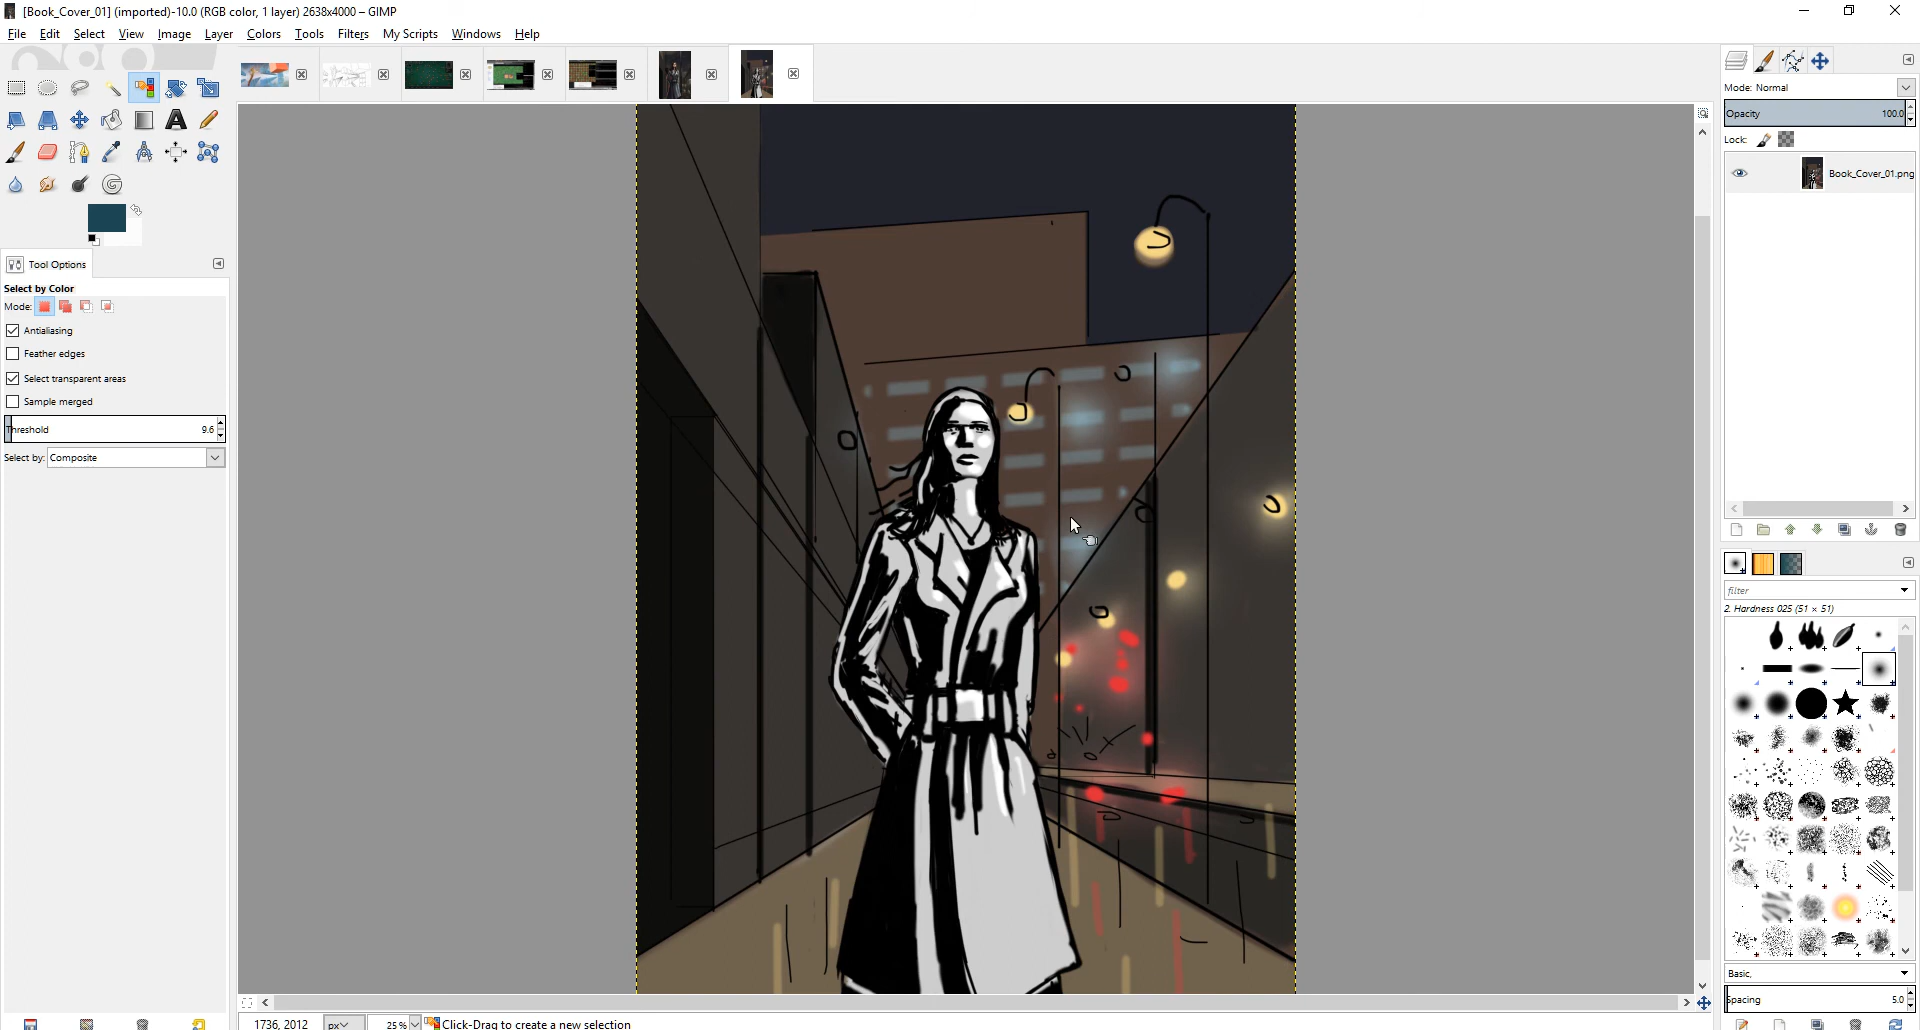 [Book_Cover_01] (imported)-10.0 (RGB color, 1 layer) 2638x4000 – GIMP
File Edit Select View Image Layer Colors Tools Filters My Scripts Windows Help
Tool Options
Select by Color
Mode:
Antialiasing
Feather edges
Select transparent areas
Sample merged
Threshold 9.6
Select by: Composite
Mode: Normal
Opacity 100.0
Lock:
Book_Cover_01.png
filter
2. Hardness 025 (51 × 51)
Basic,
Spacing 5.0
1736, 2012 px 25 % Click-Drag to create a new selection